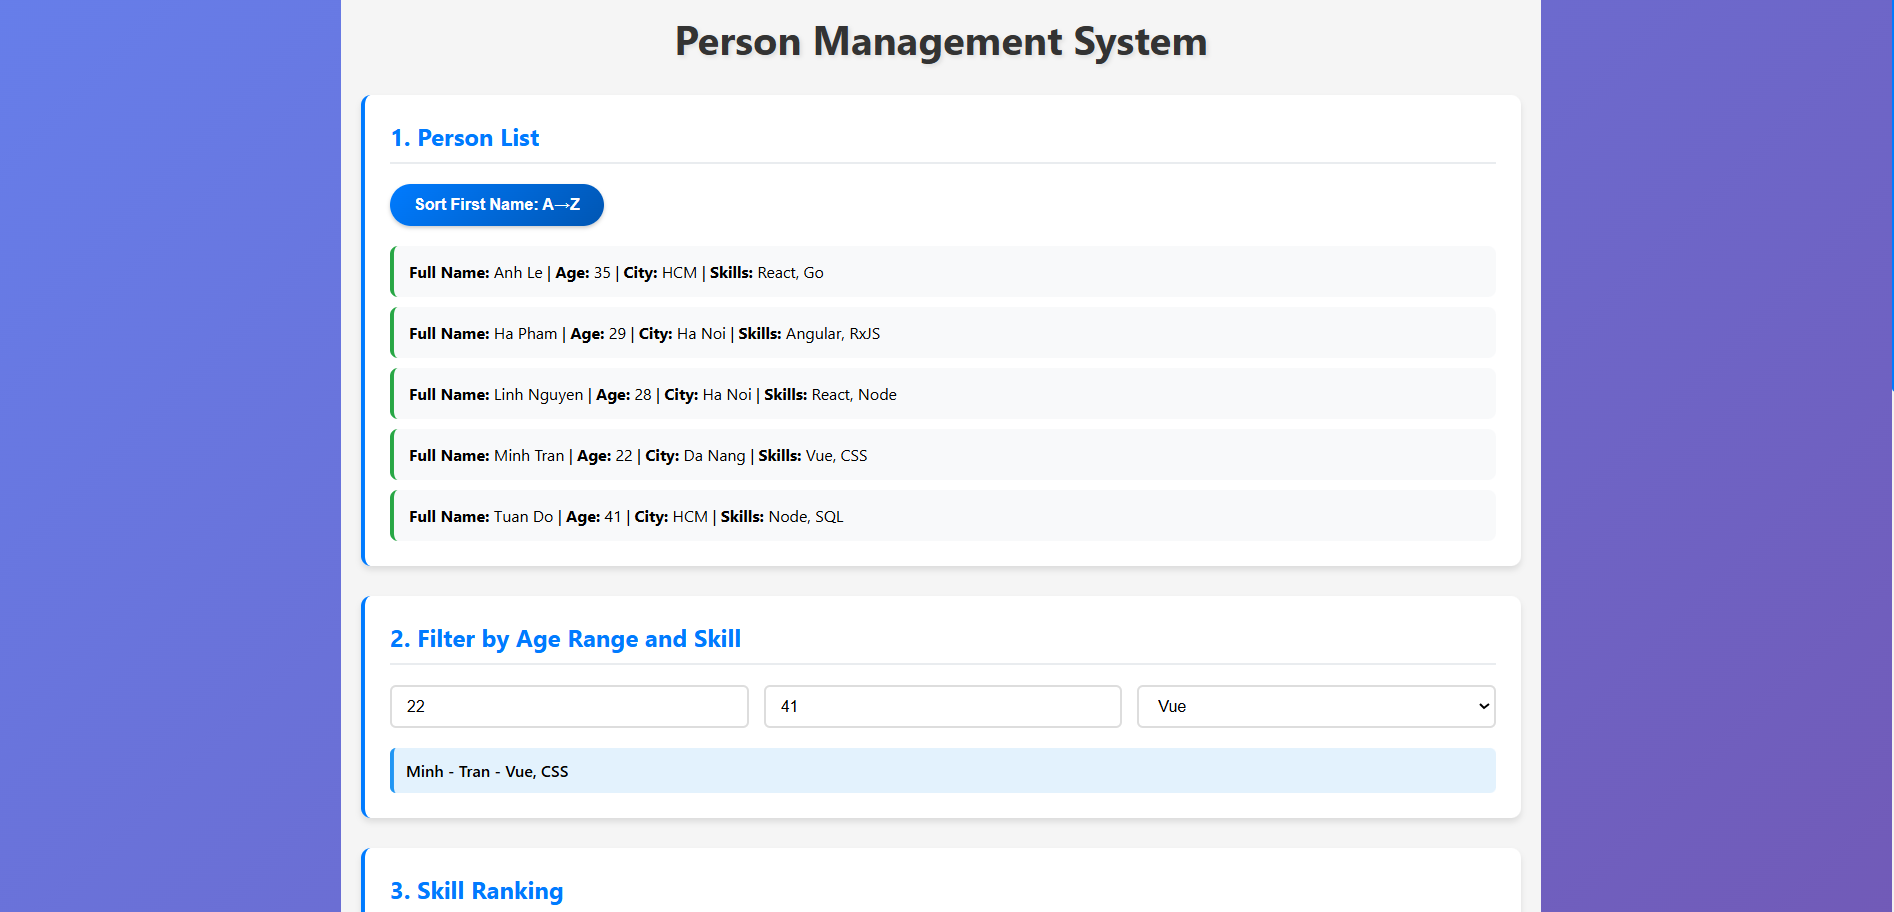 Person Management System
1. Person List
Sort First Name: A→Z
Full Name: Anh Le | Age: 35 | City: HCM | Skills: React, Go
Full Name: Ha Pham | Age: 29 | City: Ha Noi | Skills: Angular, RxJS
Full Name: Linh Nguyen | Age: 28 | City: Ha Noi | Skills: React, Node
Full Name: Minh Tran | Age: 22 | City: Da Nang | Skills: Vue, CSS
Full Name: Tuan Do | Age: 41 | City: HCM | Skills: Node, SQL
2. Filter by Age Range and Skill
22
41
Vue
Minh - Tran - Vue, CSS
3. Skill Ranking